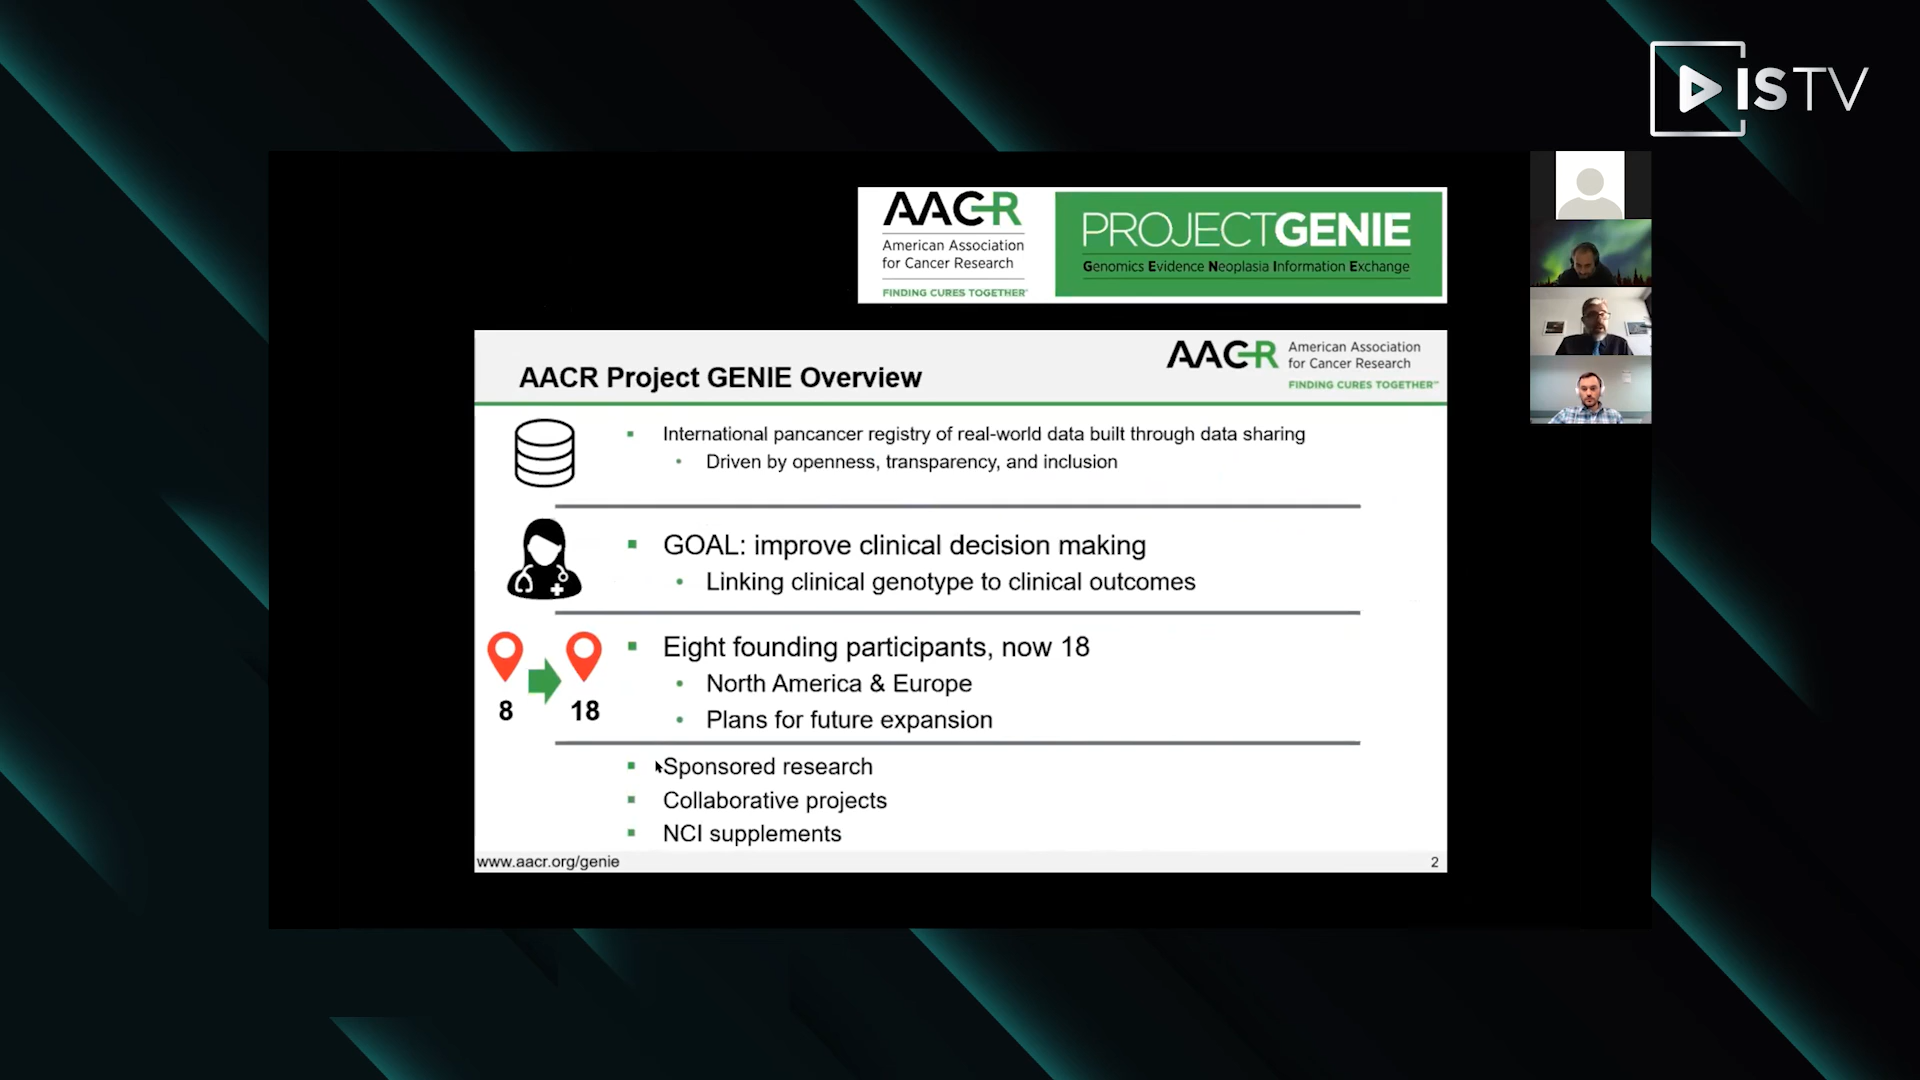 ISTV
AACR
American Association
for Cancer Research
FINDING CURES TOGETHER™
PROJECTGENIE
Genomics Evidence Neoplasia Information Exchange
AACR Project GENIE Overview
AACR
American Association
for Cancer Research
FINDING CURES TOGETHER™
▪ International pancancer registry of real-world data built through data sharing
• Driven by openness, transparency, and inclusion
▪ GOAL: improve clinical decision making
• Linking clinical genotype to clinical outcomes
8 18
▪ Eight founding participants, now 18
• North America & Europe
• Plans for future expansion
▪ Sponsored research
▪ Collaborative projects
▪ NCI supplements
www.aacr.org/genie
2